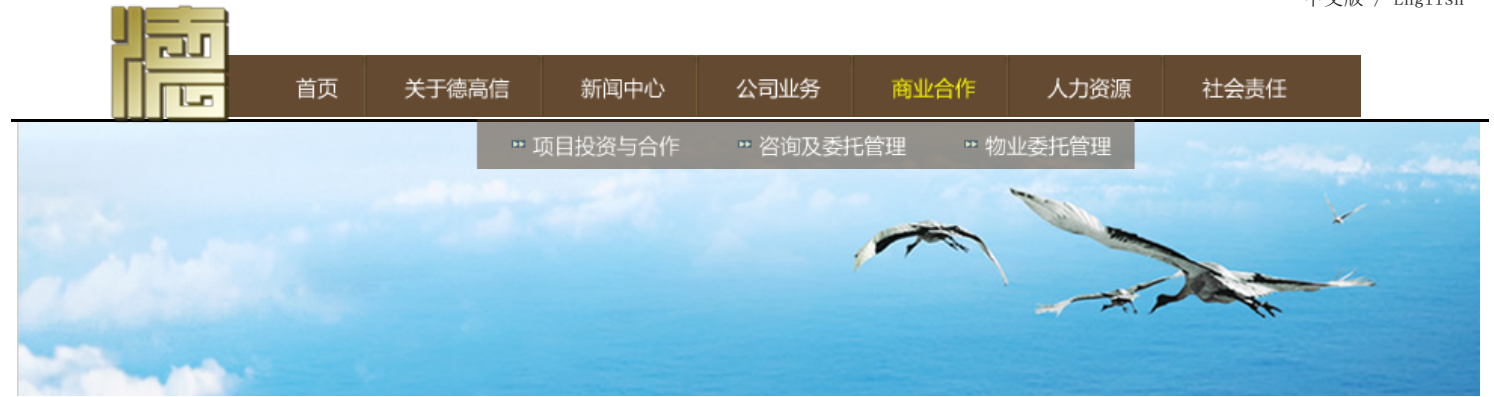 中文版 / English
德
首页 关于德高信 新闻中心 公司业务 商业合作 人力资源 社会责任
项目投资与合作 咨询及委托管理 物业委托管理